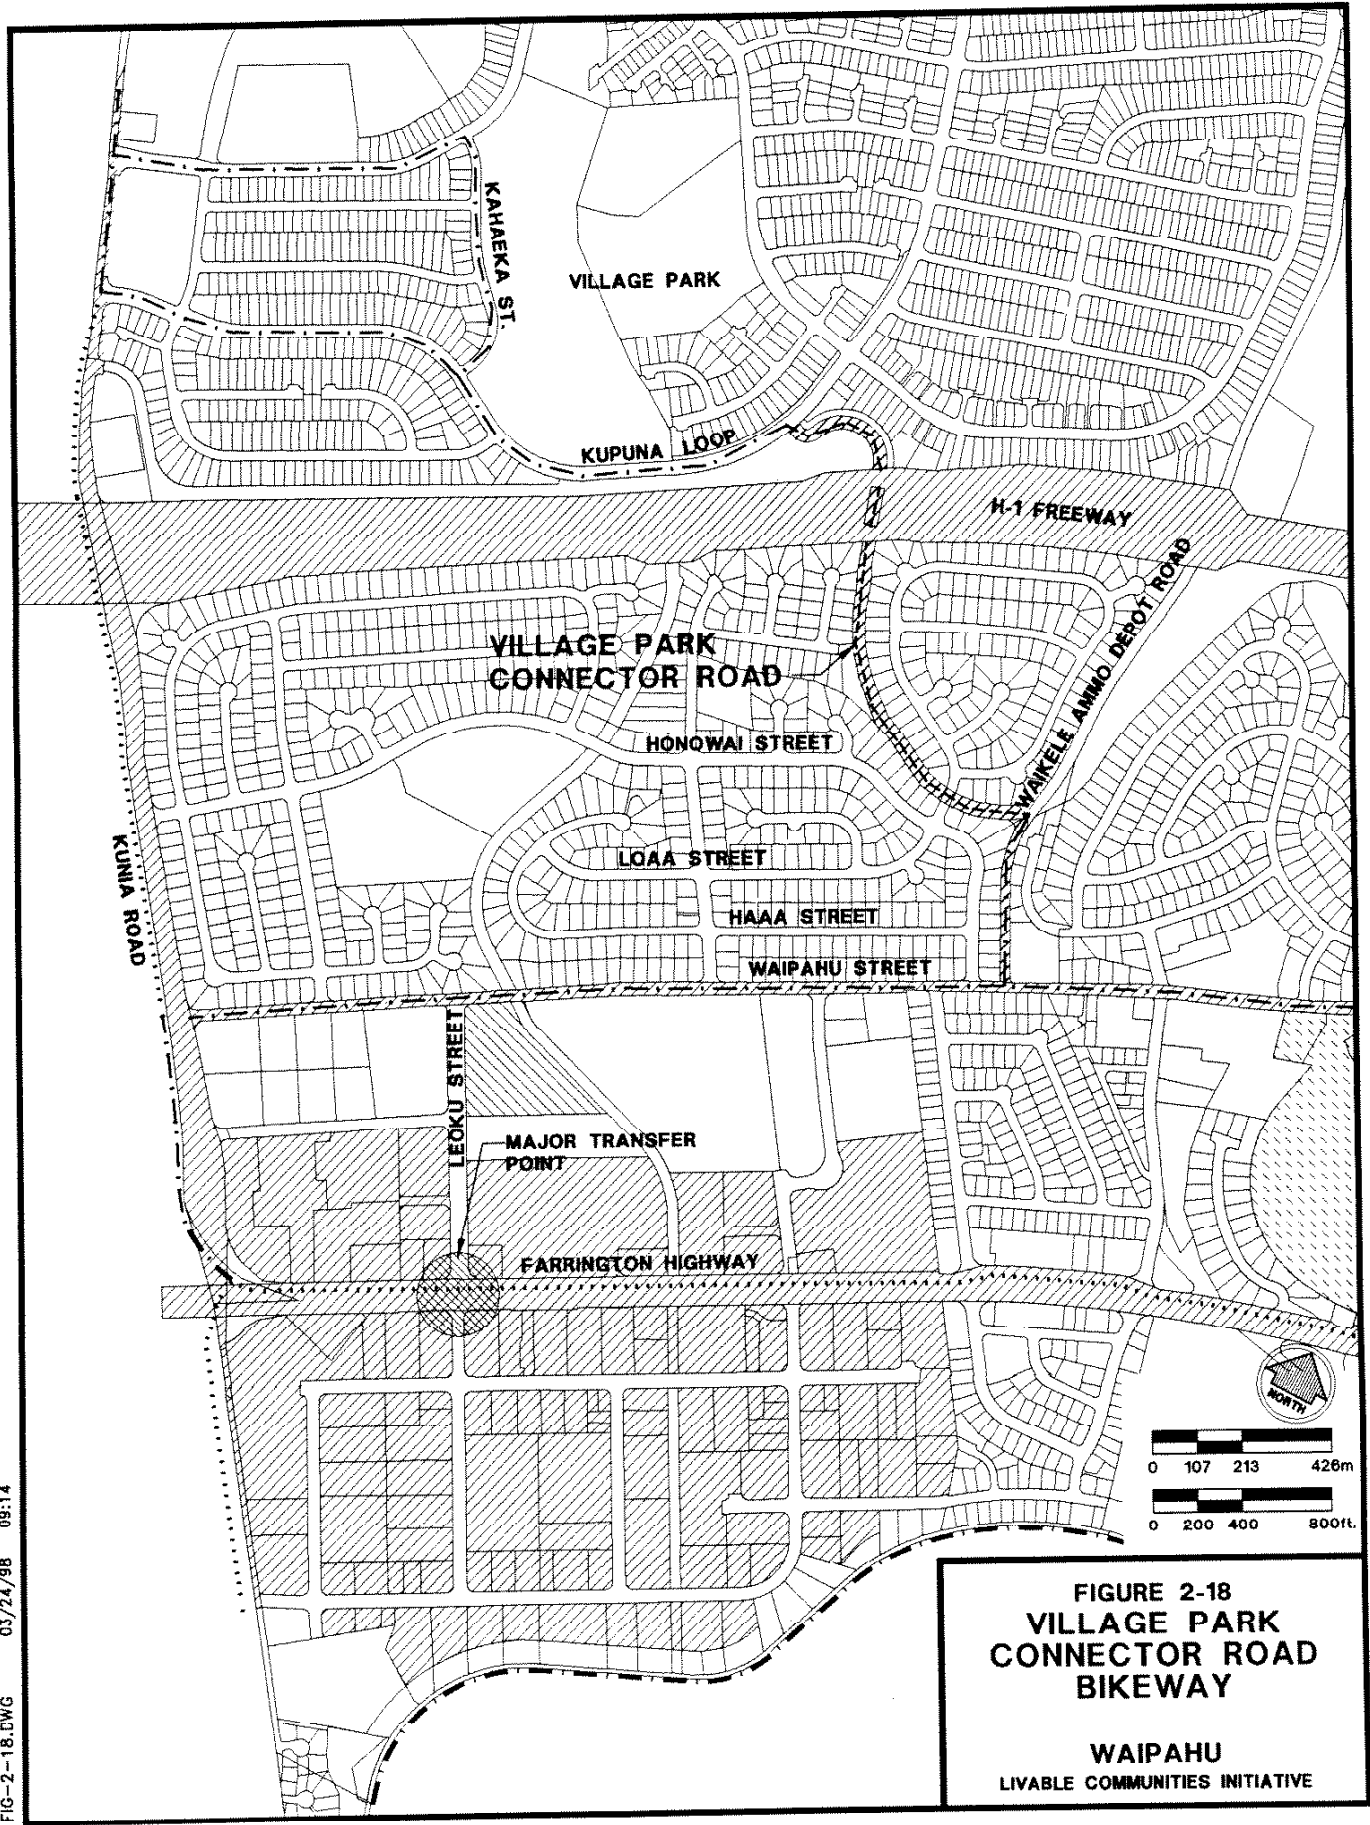 KAHAEKA ST.
VILLAGE PARK
KUPUNA LOOP
H-1 FREEWAY
WAIKELE AMMO DEPOT ROAD
VILLAGE PARK
CONNECTOR ROAD
HONOWAI STREET
KUNIA ROAD
LOAA STREET
HAAA STREET
WAIPAHU STREET
LEOKU STREET
MAJOR TRANSFER
POINT
FARRINGTON HIGHWAY
NORTH
0 107 213 426m
0 200 400 800ft.
FIGURE 2-18
VILLAGE PARK
CONNECTOR ROAD
BIKEWAY
WAIPAHU
LIVABLE COMMUNITIES INITIATIVE
FIG-2-18.DWG 03/24/98 09:14